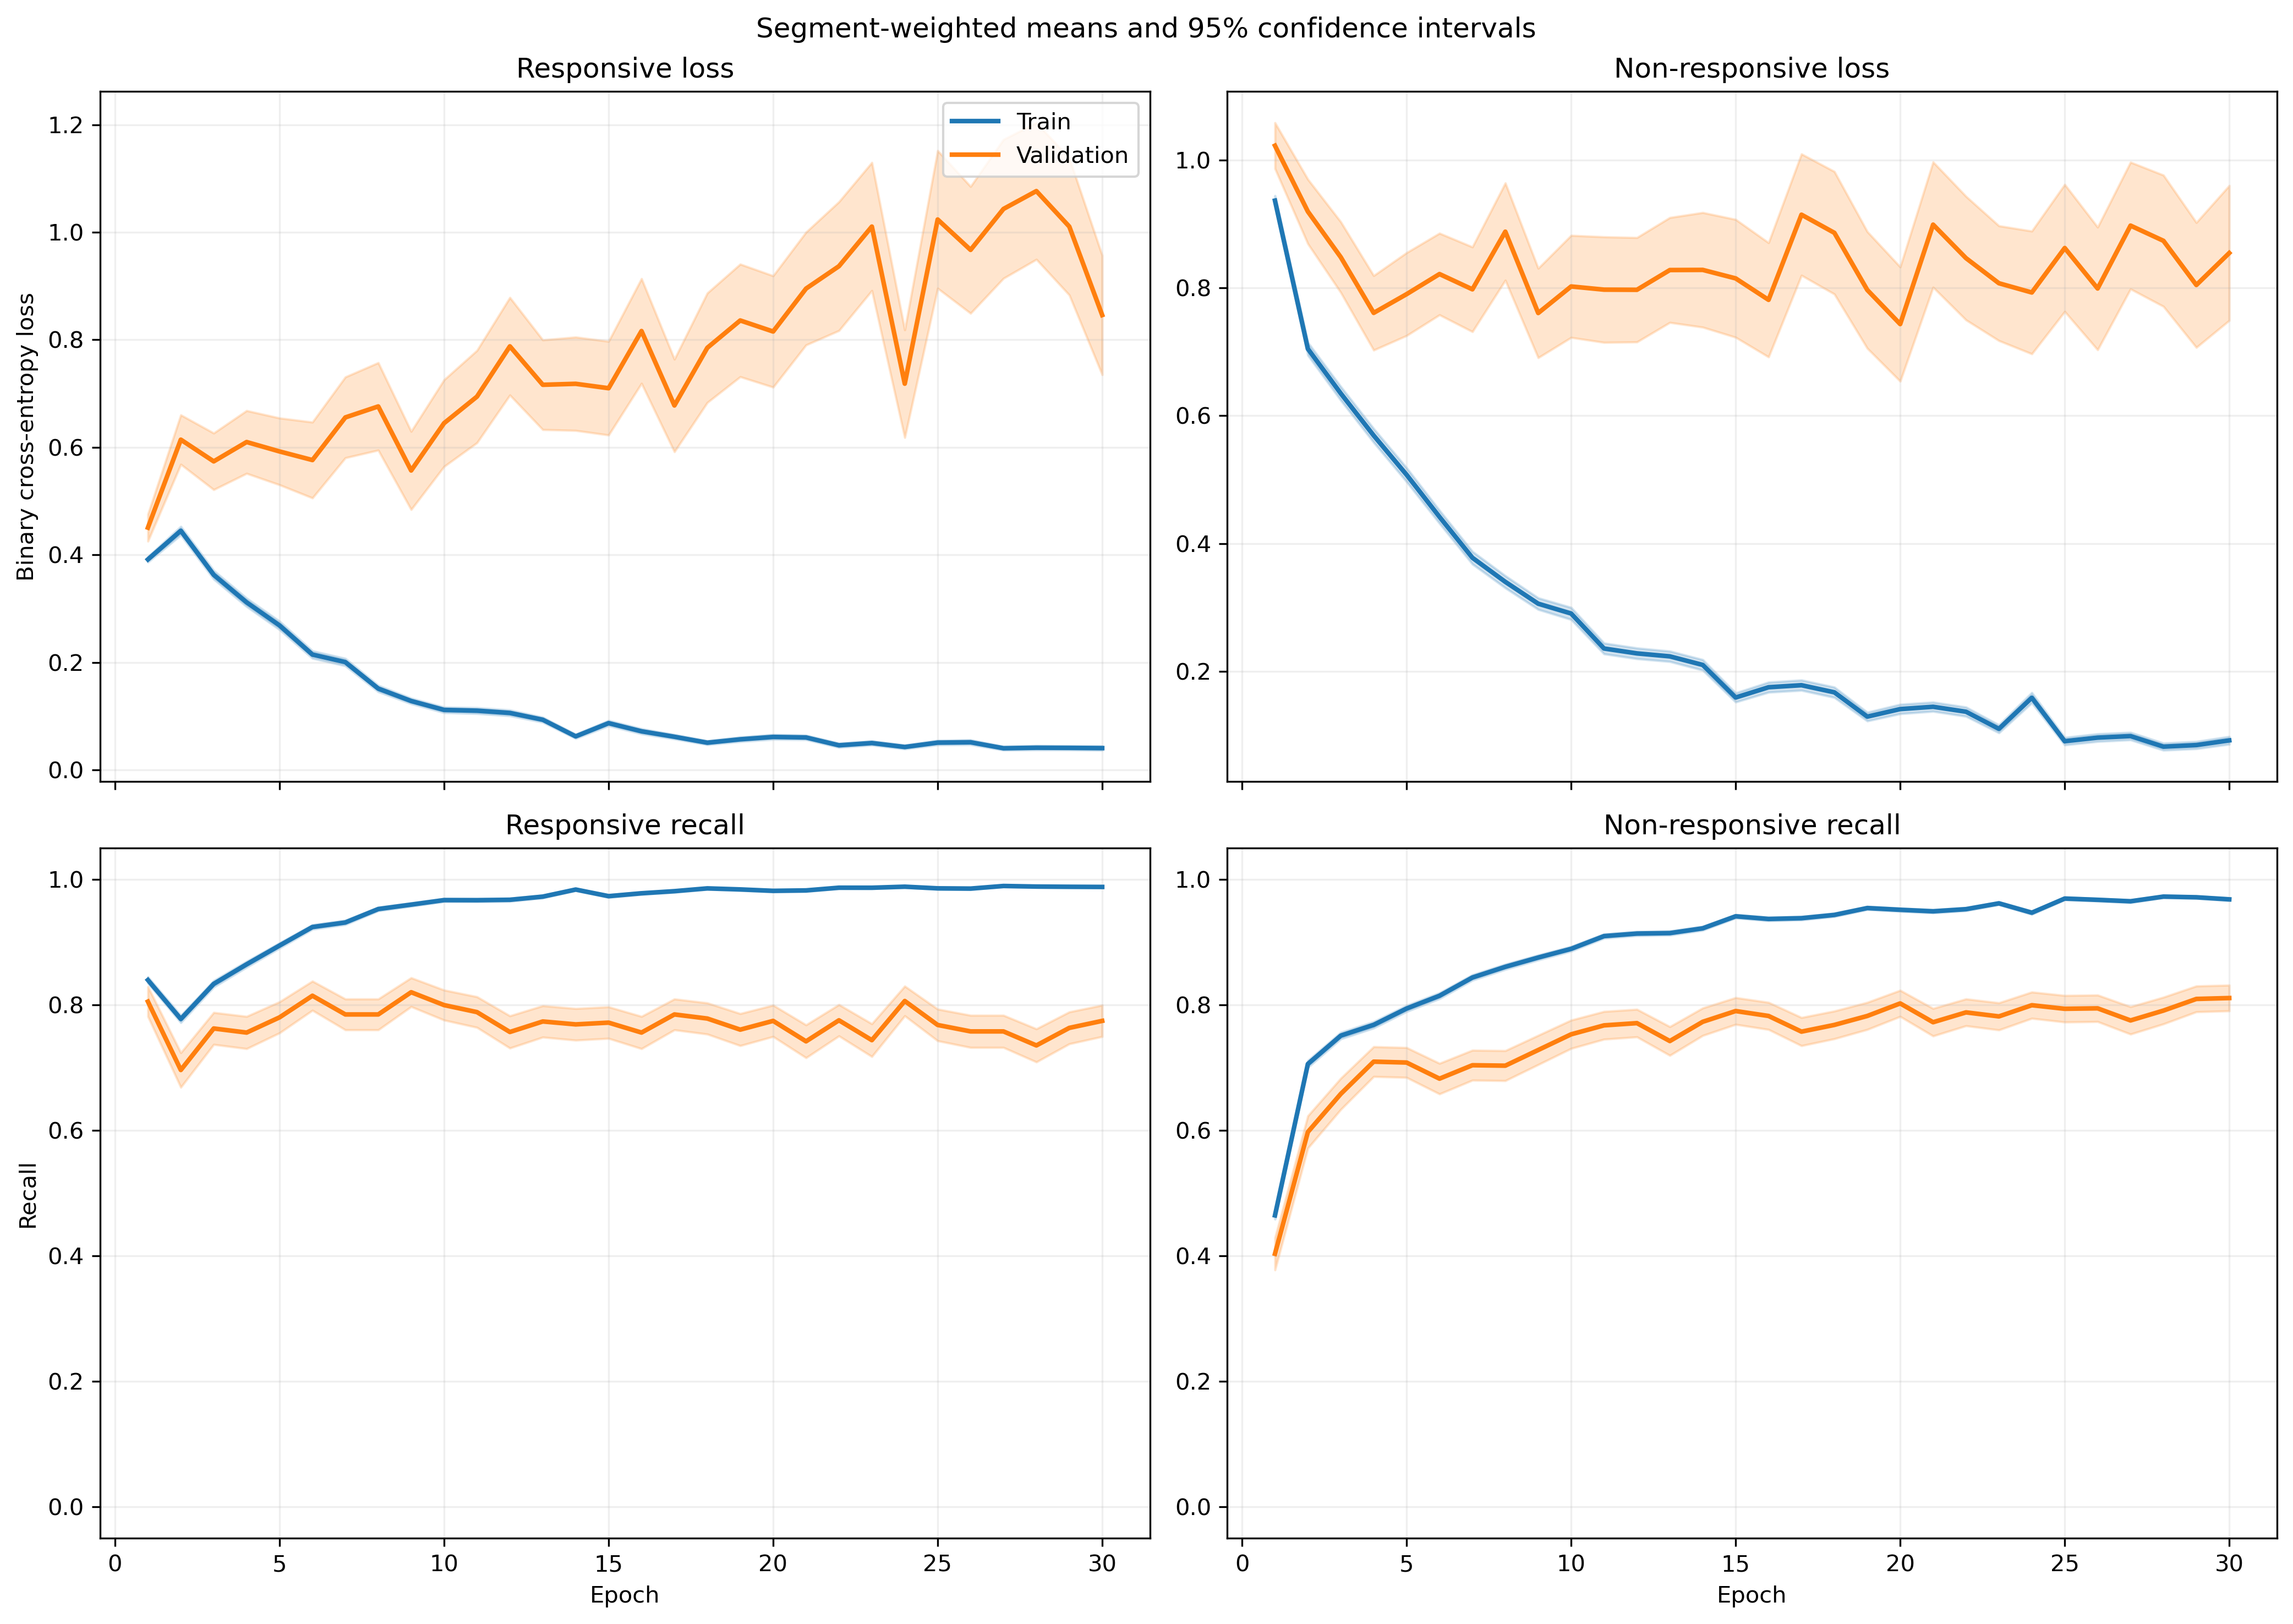 Segment-weighted means and 95% confidence intervals
Responsive loss
Non-responsive loss
Train
Validation
Binary cross-entropy loss
1.2
1.0
0.8
0.6
0.4
0.2
0.0
1.0
0.8
0.6
0.4
0.2
Responsive recall
Non-responsive recall
Recall
1.0
0.8
0.6
0.4
0.2
0.0
0 5 10 15 20 25 30
Epoch
1.0
0.8
0.6
0.4
0.2
0.0
0 5 10 15 20 25 30
Epoch